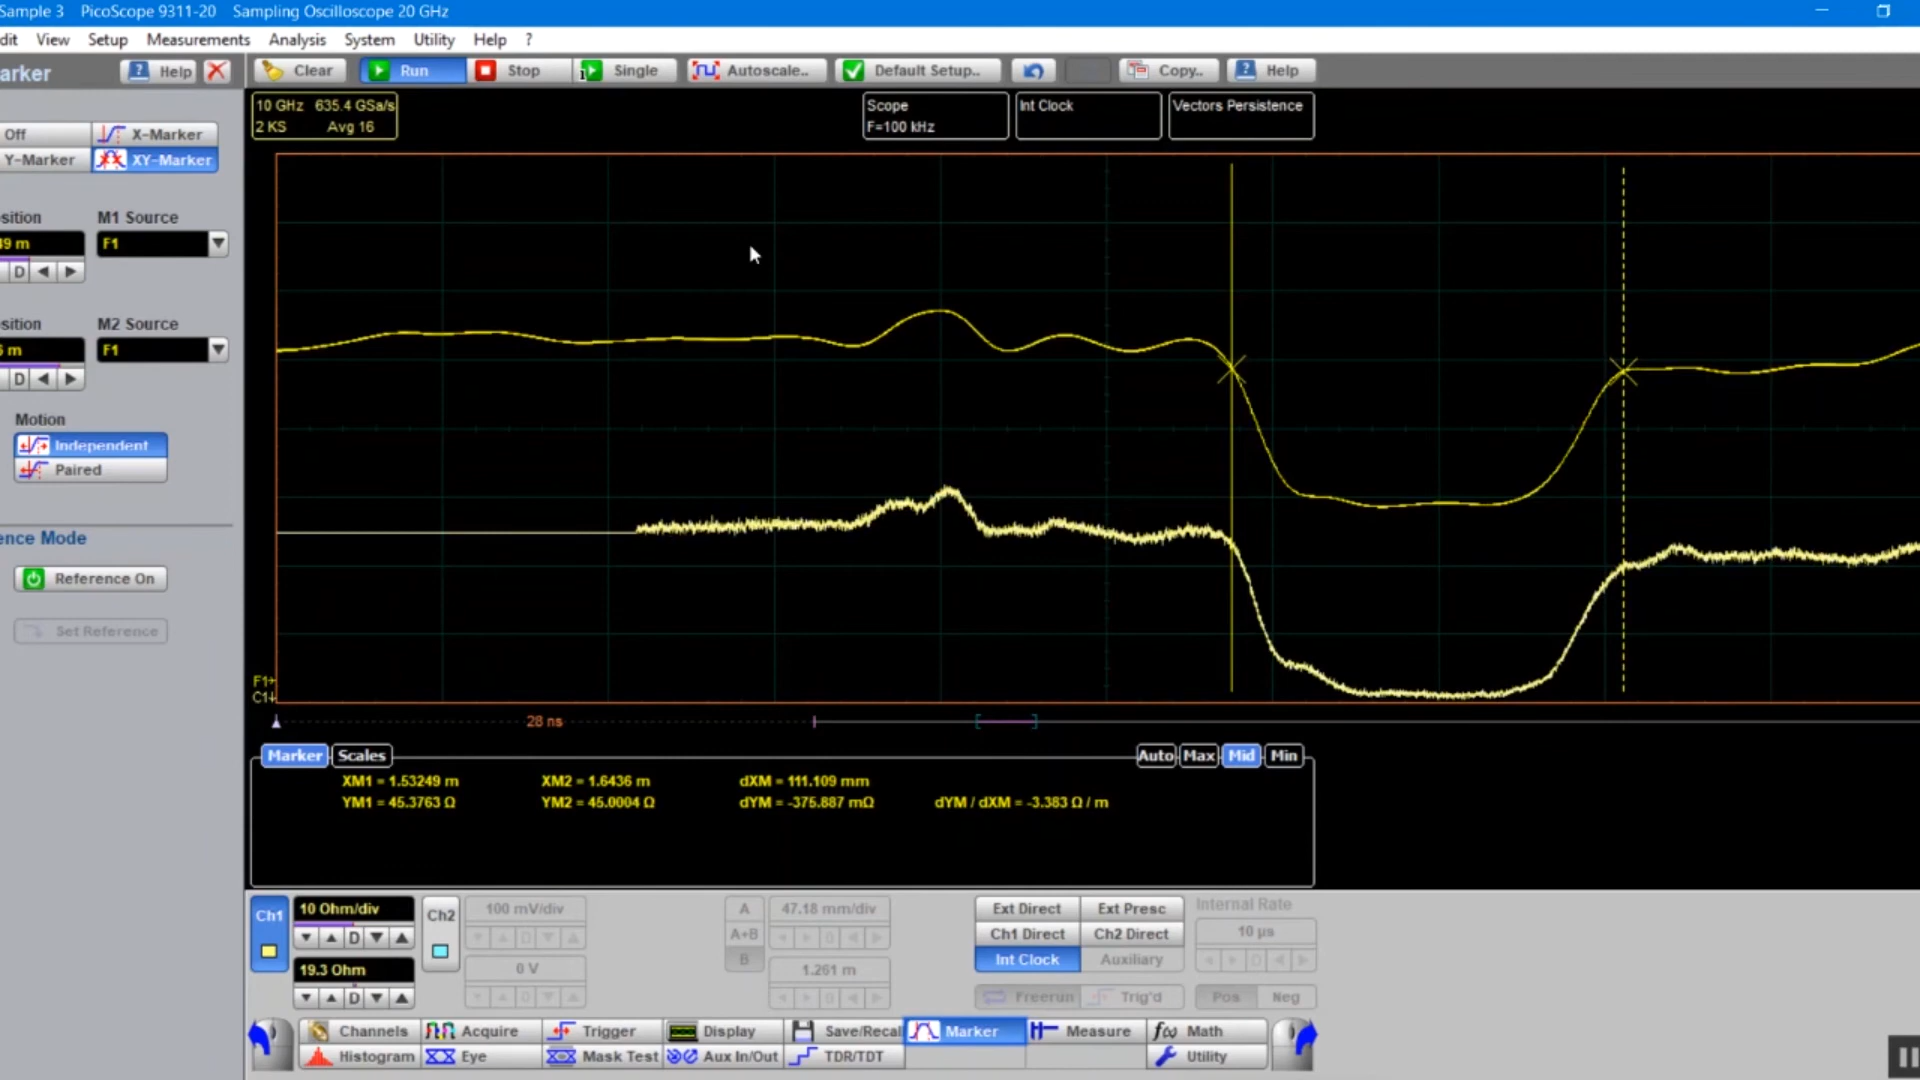 Sample 3 PicoScope 9311-20 Sampling Oscilloscope 20 GHz
dit View Setup Measurements Analysis System Utility Help ?
arker Help Clear Run Stop Single Autoscale.. Default Setup.. Copy.. Help
10 GHz 635.4 GSa/s
2 KS Avg 16
Scope
F=100 kHz
Int Clock
Vectors Persistence
Off X-Marker
Y-Marker XY-Marker
sition M1 Source
49 m F1
D
sition M2 Source
6 m F1
D
Motion
Independent
Paired
ence Mode
Reference On
Set Reference
F1
C1
28 ns
Marker Scales Auto Max Mid Min
XM1 = 1.53249 m XM2 = 1.6436 m dXM = 111.109 mm
YM1 = 45.3763 Ω YM2 = 45.0004 Ω dYM = -375.887 mΩ dYM / dXM = -3.383 Ω / m
Ch1 10 Ohm/div Ch2 100 mV/div A 47.18 mm/div Ext Direct Ext Presc Internal Rate
D D A+B D Ch1 Direct Ch2 Direct 10 µs
19.3 Ohm 0 V B 1.261 m Int Clock Auxiliary D
D D D Freerun Trig'd Pos Neg
Channels Acquire Trigger Display Save/Recal Marker Measure Math
Histogram Eye Mask Test Aux In/Out TDR/TDT Utility